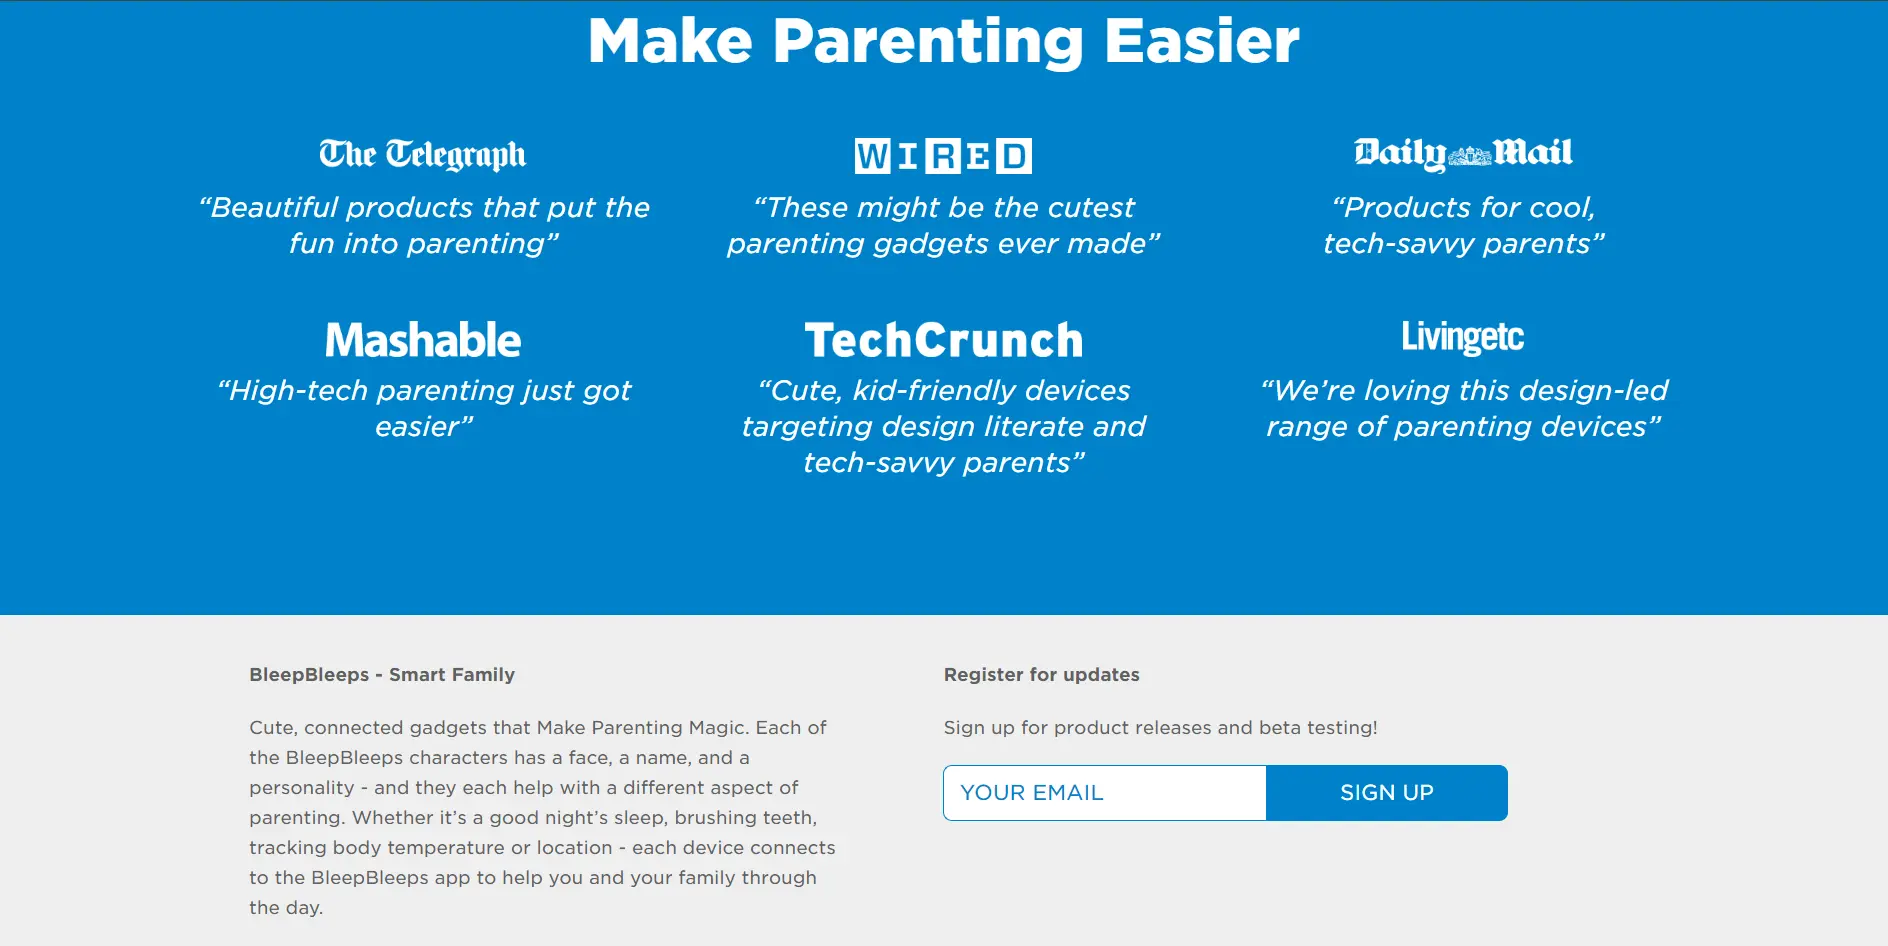 Make Parenting Easier
The Telegraph
“Beautiful products that put the
fun into parenting”
WIRED
“These might be the cutest
parenting gadgets ever made”
Daily Mail
“Products for cool,
tech-savvy parents”
Mashable
“High-tech parenting just got
easier”
TechCrunch
“Cute, kid-friendly devices
targeting design literate and
tech-savvy parents”
Livingetc
“We’re loving this design-led
range of parenting devices”
BleepBleeps - Smart Family
Cute, connected gadgets that Make Parenting Magic. Each of
the BleepBleeps characters has a face, a name, and a
personality - and they each help with a different aspect of
parenting. Whether it’s a good night’s sleep, brushing teeth,
tracking body temperature or location - each device connects
to the BleepBleeps app to help you and your family through
the day.
Register for updates
Sign up for product releases and beta testing!
YOUR EMAIL
SIGN UP